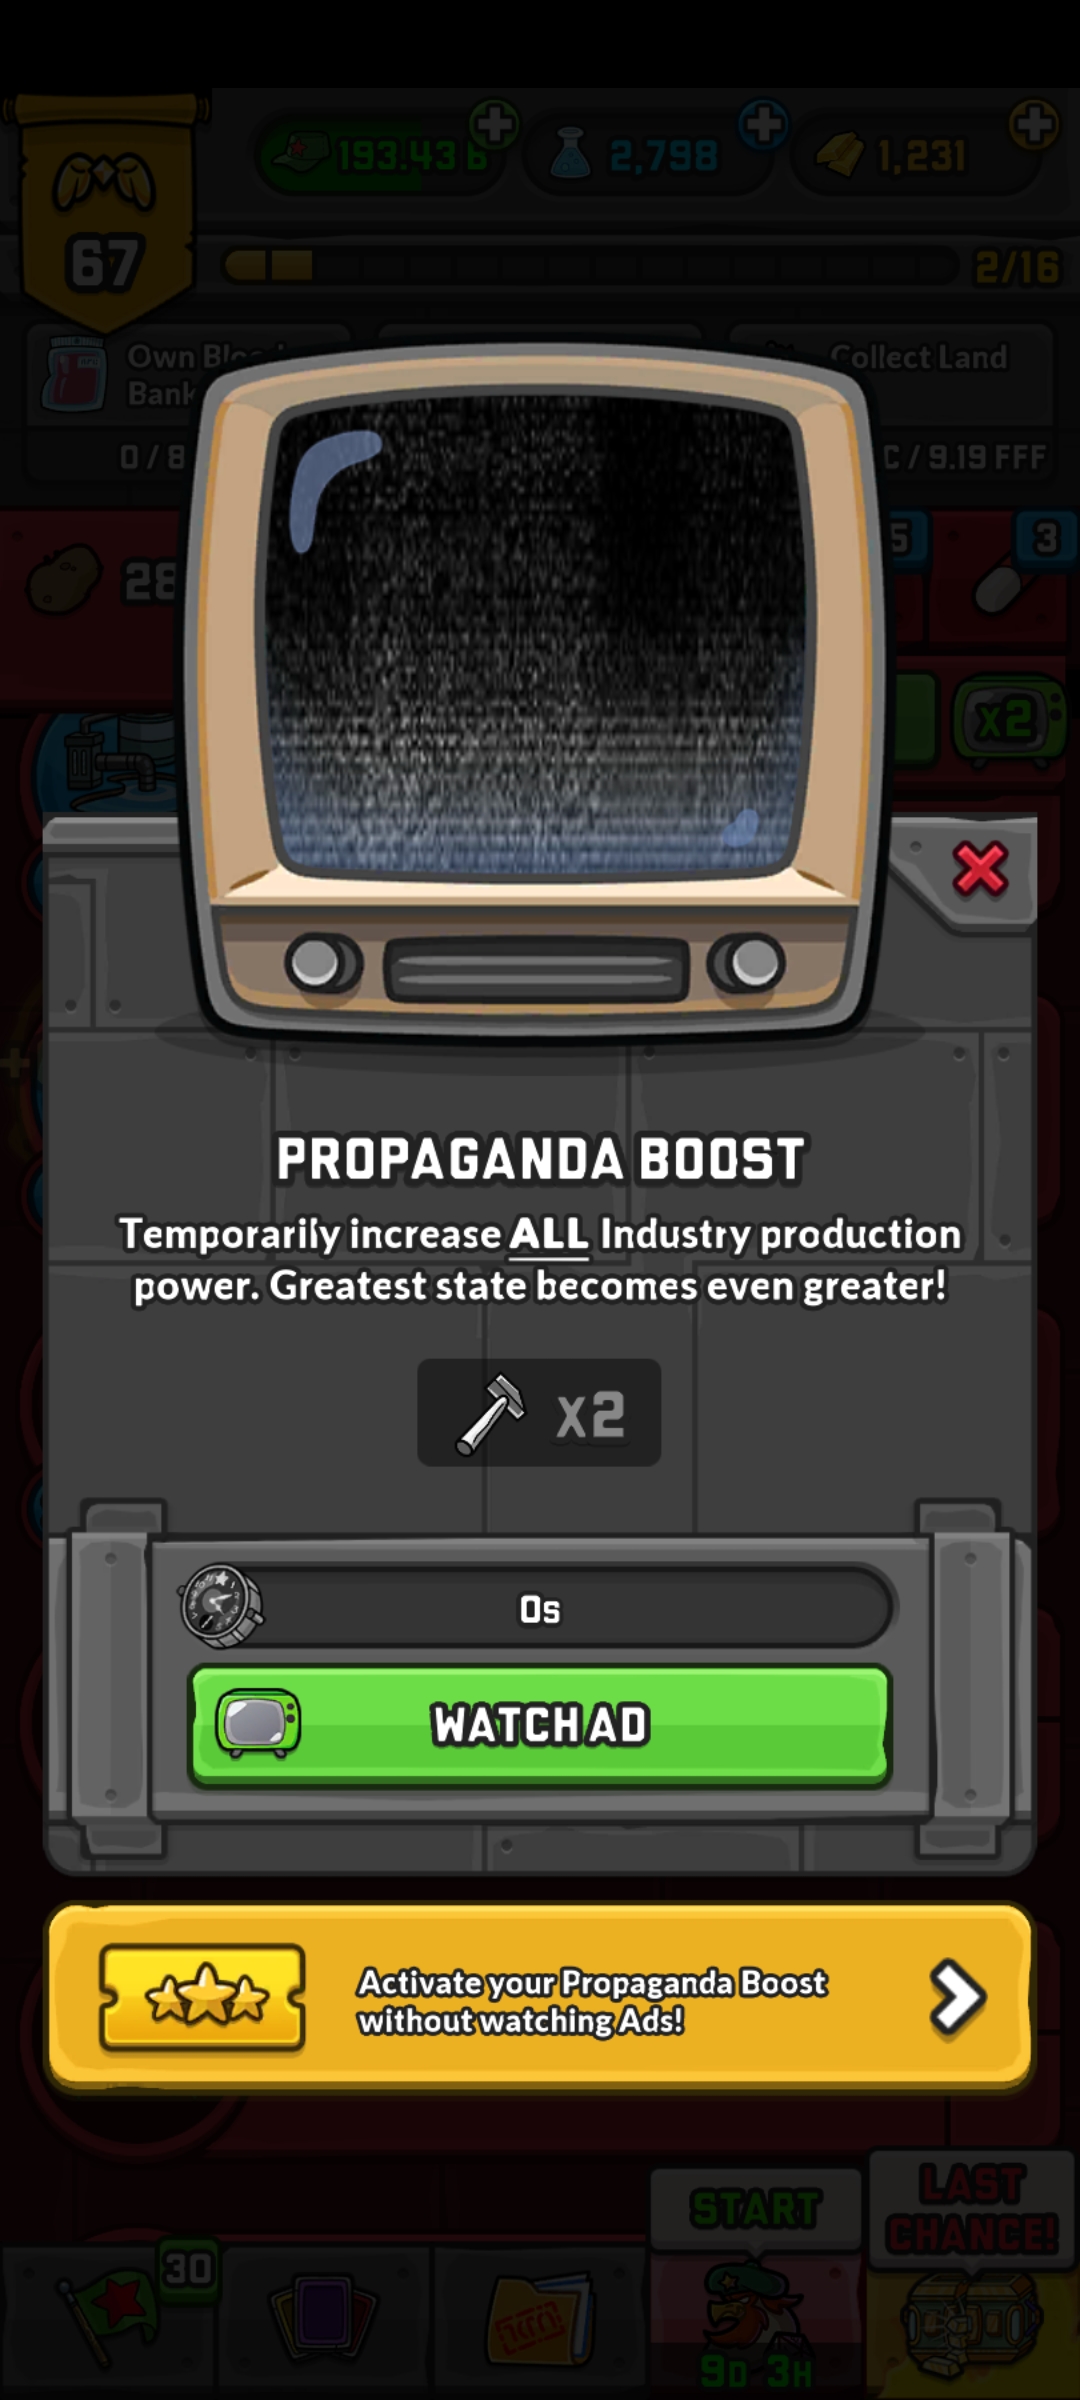 193.43 B
2,798
1,231
67
2/16
Own
Bank
Collect Land
0 / 8
C / 9.19 FFF
28
5
3
x2
PROPAGANDA BOOST
Temporarily increase ALL Industry production
power. Greatest state becomes even greater!
x2
0s
WATCH AD
Activate your Propaganda Boost
without watching Ads!
START
LAST
CHANCE!
30
9D 3H